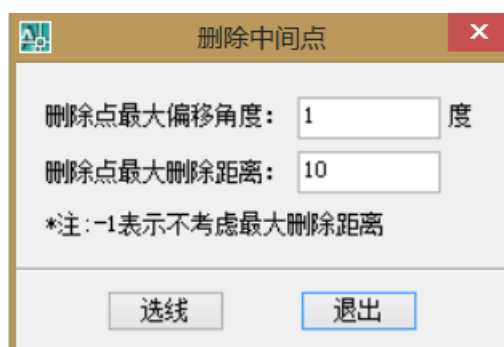 删除中间点
删除点最大偏移角度: 1 度
删除点最大删除距离: 10
*注:-1表示不考虑最大删除距离
选线 退出